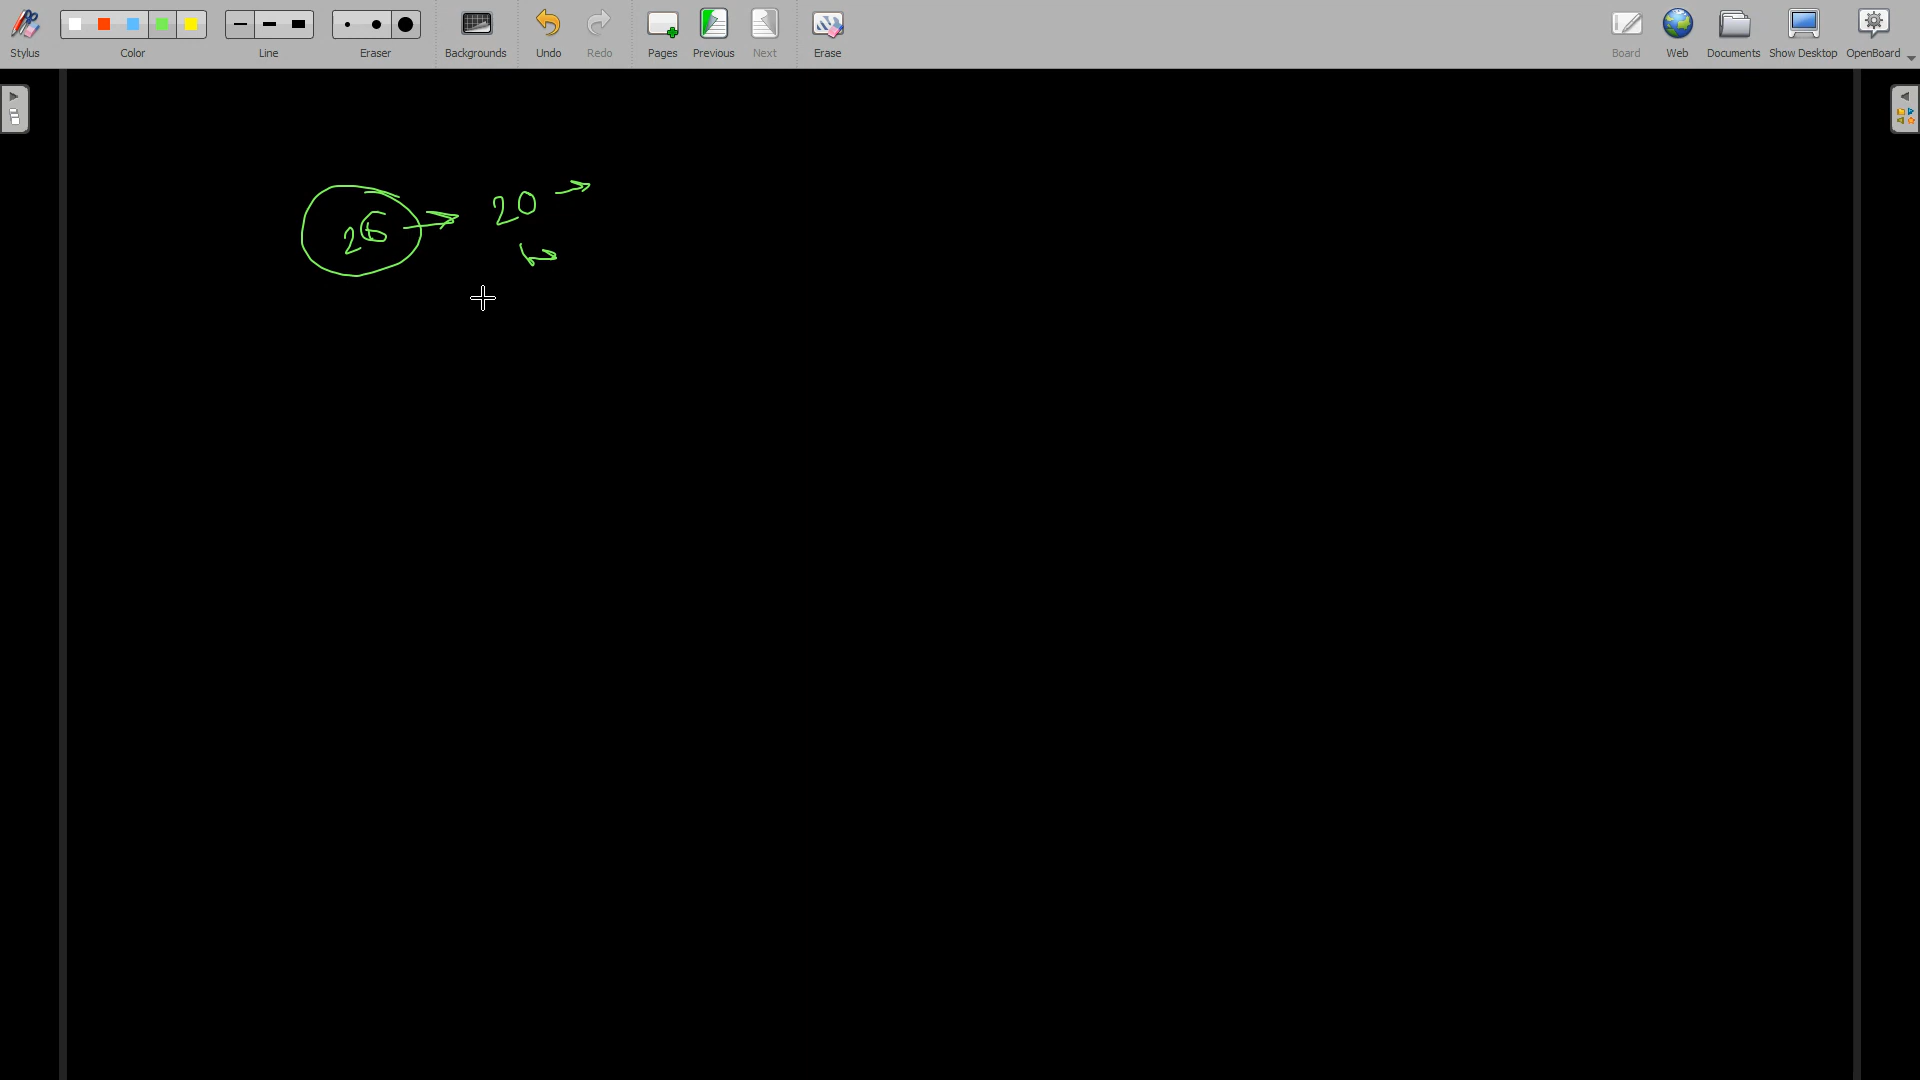 Stylus Color Line Eraser Backgrounds Undo Redo Pages Previous Next Erase Board Web Documents Show Desktop OpenBoard
26 → 20 →